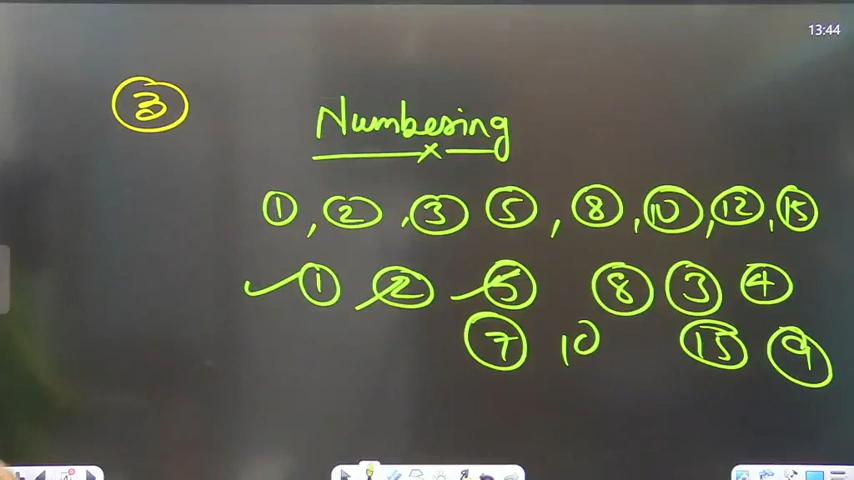 13:44
3
Numbering
1, 2, 3 5, 8, 10, 12, 15
1 2 5 8 3 4
7 10 15 9